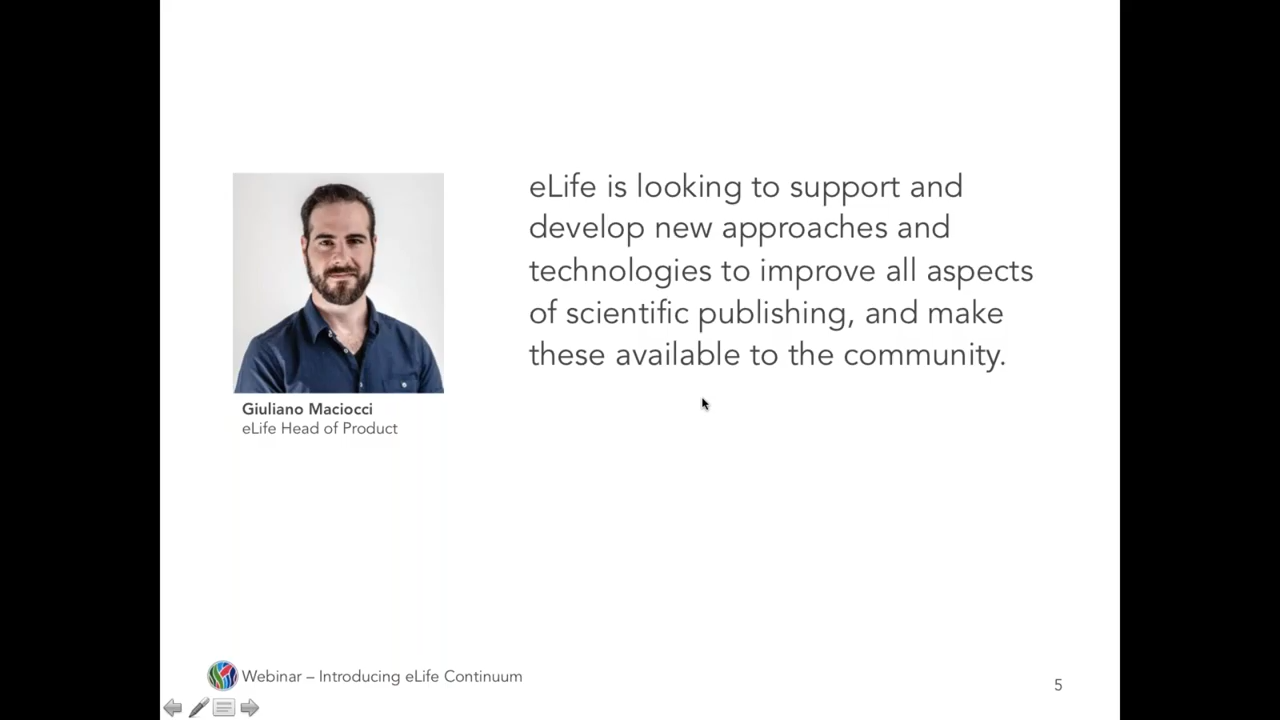 eLife is looking to support and
develop new approaches and
technologies to improve all aspects
of scientific publishing, and make
these available to the community.
Giuliano Maciocci
eLife Head of Product
Webinar – Introducing eLife Continuum
5